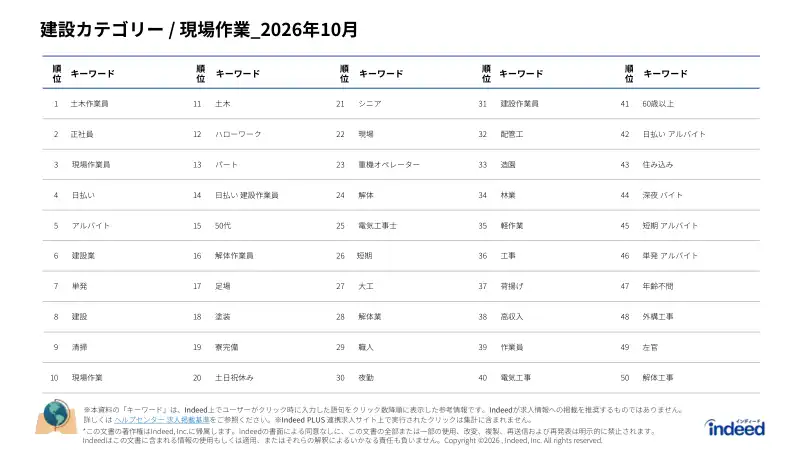 建設カテゴリー / 現場作業_2026年10月
順位 キーワード 順位 キーワード 順位 キーワード 順位 キーワード 順位 キーワード
1 土木作業員 11 土木 21 シニア 31 建設作業員 41 60歳以上
2 正社員 12 ハローワーク 22 現場 32 配管工 42 日払い アルバイト
3 現場作業員 13 パート 23 重機オペレーター 33 造園 43 住み込み
4 日払い 14 日払い 建設作業員 24 解体 34 林業 44 深夜 バイト
5 アルバイト 15 50代 25 電気工事士 35 軽作業 45 短期 アルバイト
6 建設業 16 解体作業員 26 短期 36 工事 46 単発 アルバイト
7 単発 17 足場 27 大工 37 荷揚げ 47 年齢不問
8 建設 18 塗装 28 解体業 38 高収入 48 外構工事
9 清掃 19 寮完備 29 職人 39 作業員 49 左官
10 現場作業 20 土日祝休み 30 夜勤 40 電気工事 50 解体工事
※本資料の「キーワード」は、Indeed上でユーザーがクリック時に入力した語句をクリック数降順に表示した参考情報です。Indeedが求人情報への掲載を推奨するものではありません。
詳しくは ヘルプセンター 求人掲載基準をご参照ください。※Indeed PLUS 連携求人サイト上で実行されたクリックは集計に含まれません。
*この文書の著作権はIndeed, Inc.に帰属します。Indeedの書面による同意なしに、この文書の全部または一部の使用、改変、複製、再送信および再発表は明示的に禁止されます。
Indeedはこの文書に含まれる情報の使用もしくは適用、またはそれらの解釈によるいかなる責任も負いません。Copyright ©2026 , Indeed, Inc. All rights reserved.
インディード
indeed